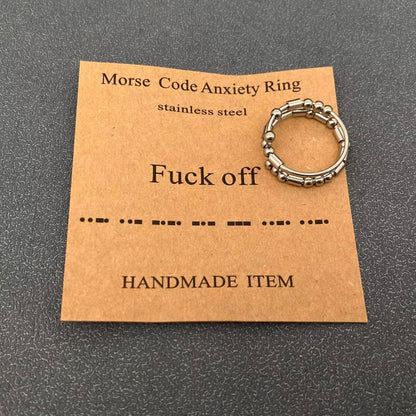 Morse Code Anxiety Ring
stainless steel
Fuck off
••━• ••━ ━•━• ━•━ ━━━ ••━• ••━•
HANDMADE ITEM